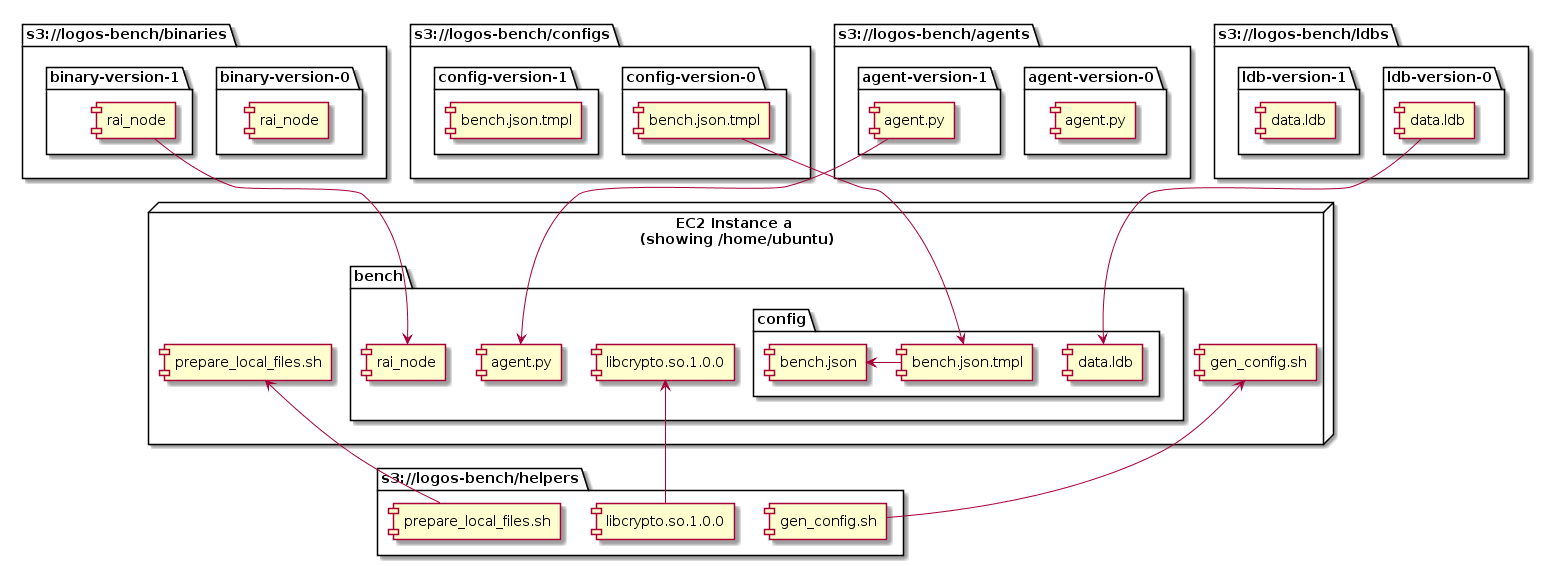 s3://logos-bench/binaries
s3://logos-bench/configs
s3://logos-bench/agents
s3://logos-bench/ldbs
binary-version-1
binary-version-0
config-version-1
config-version-0
agent-version-1
agent-version-0
ldb-version-1
ldb-version-0
rai_node
rai_node
bench.json.tmpl
bench.json.tmpl
agent.py
agent.py
data.ldb
data.ldb
EC2 Instance a
(showing /home/ubuntu)
bench
config
prepare_local_files.sh
rai_node
agent.py
libcrypto.so.1.0.0
bench.json
bench.json.tmpl
data.ldb
gen_config.sh
s3://logos-bench/helpers
prepare_local_files.sh
libcrypto.so.1.0.0
gen_config.sh